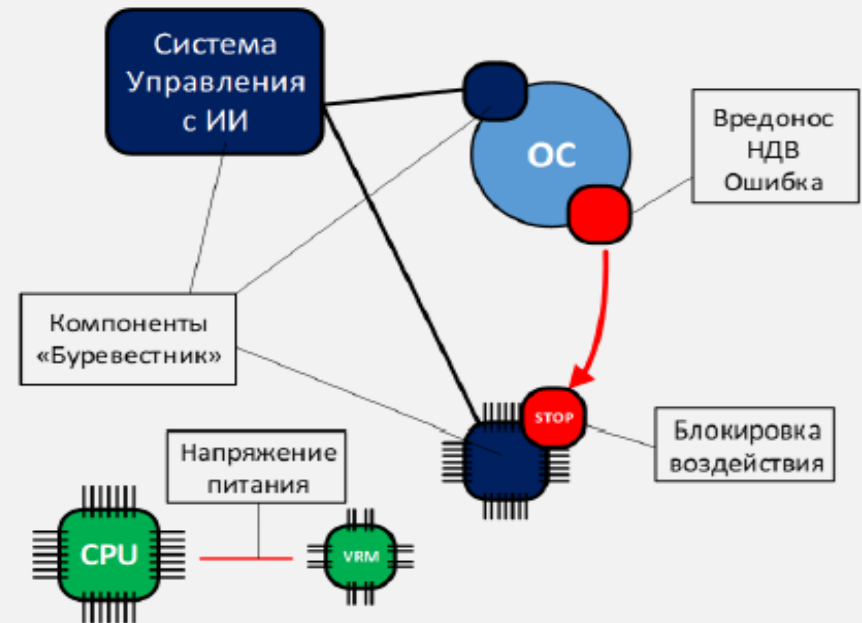 Система
Управления
с ИИ
ОС
Вредонос
НДВ
Ошибка
Компоненты
«Буревестник»
STOP
Блокировка
воздействия
Напряжение
питания
CPU
VRM